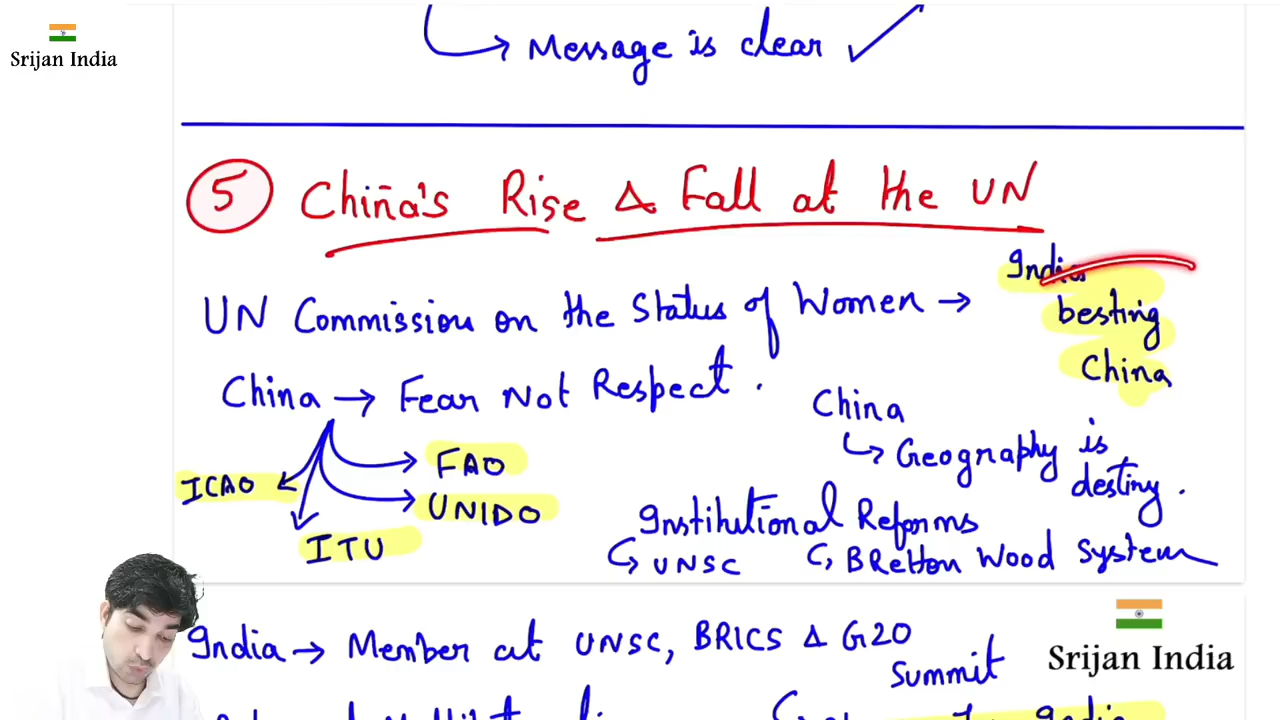 Srijan India
Message is clear
5 China's Rise & Fall at the UN
UN Commission on the Status of Women → India besting China
China → Fear Not Respect.
ICAO
FAO
UNIDO
ITU
China
Geography is destiny.
Institutional Reforms
UNSC
BRetton Wood System
India → Member at UNSC, BRICS & G20 Summit
Srijan India
India